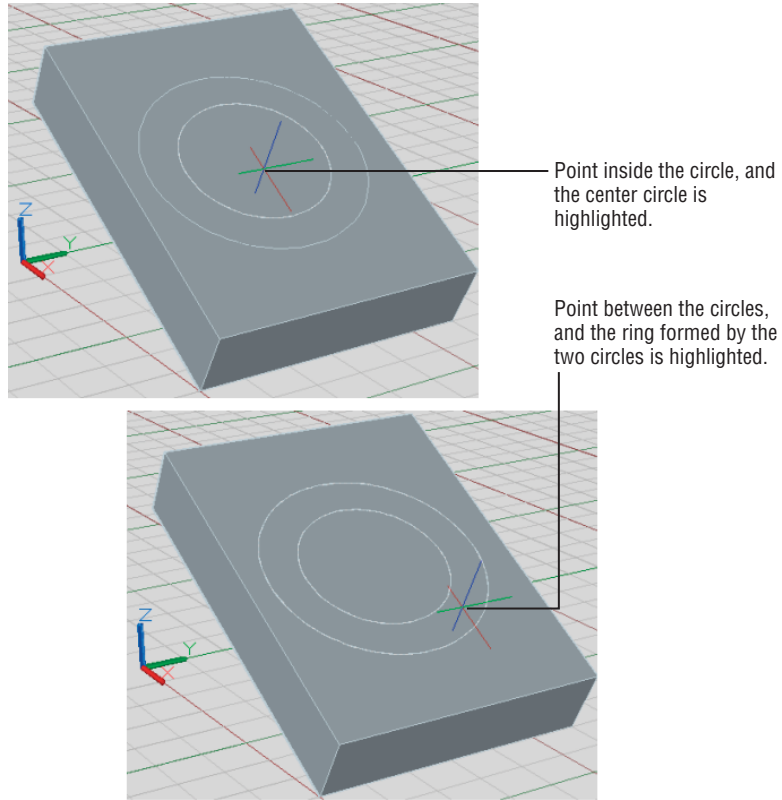 Point inside the circle, and
the center circle is
highlighted.
Z
Y
X
Point between the circles,
and the ring formed by the
two circles is highlighted.
Z
Y
X